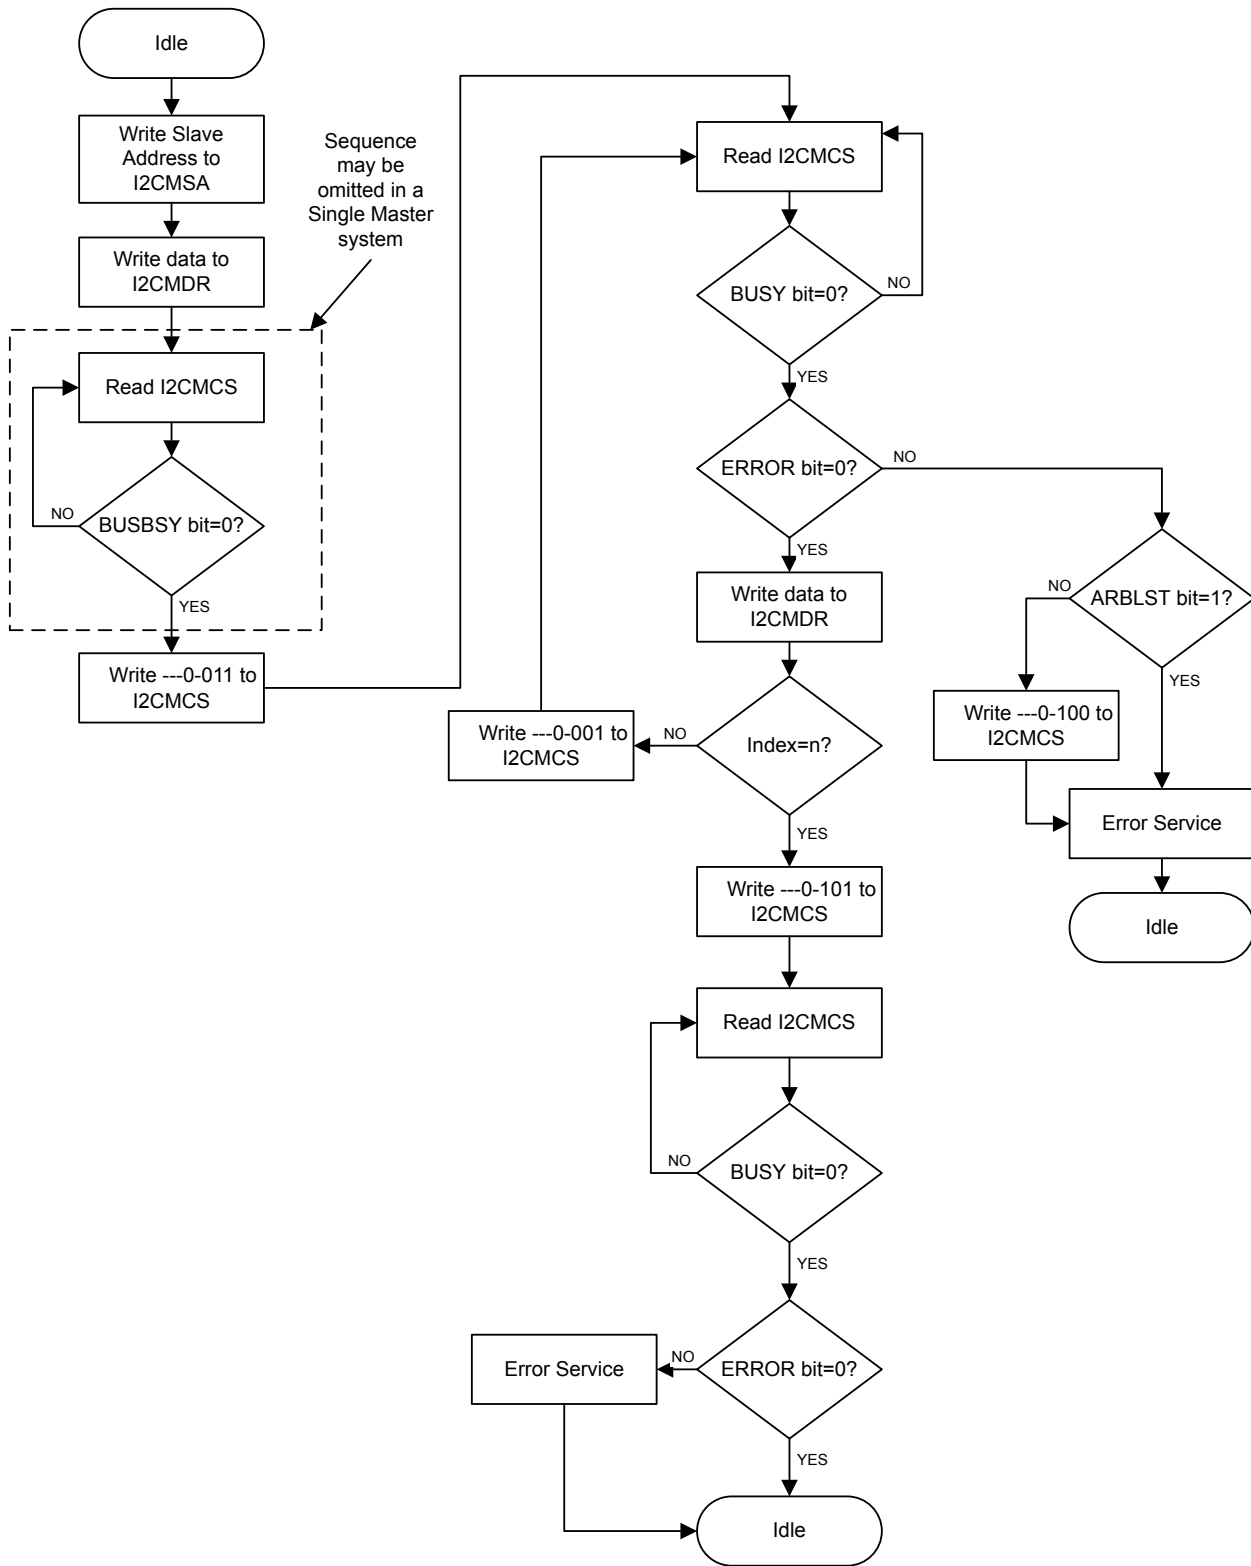 Idle
Write Slave
Address to
I2CMSA
Write data to
I2CMDR
Sequence
may be
omitted in a
Single Master
system
Read I2CMCS
BUSBSY bit=0?
NO
YES
Write ---0-011 to
I2CMCS
Read I2CMCS
BUSY bit=0?
NO
YES
ERROR bit=0?
NO
YES
Write data to
I2CMDR
Index=n?
NO
Write ---0-001 to
I2CMCS
YES
ARBLST bit=1?
NO
YES
Write ---0-100 to
I2CMCS
Error Service
Idle
Write ---0-101 to
I2CMCS
Read I2CMCS
BUSY bit=0?
NO
YES
ERROR bit=0?
NO
Error Service
YES
Idle